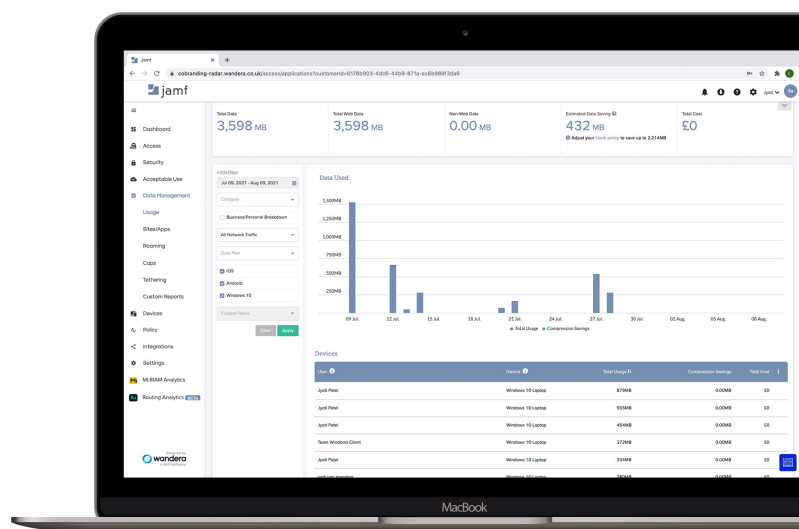 Jamf
cobranding-radar.wandera.co.uk/access/applications?customerId=6178b903-4dc6-44b9-871a-ec6b989f3da9
jamf
Jyoti
Total Data
Total Web Data
Non-Web Data
Estimated Data Saving
Total Cost
3,598 MB
3,598 MB
0.00 MB
432 MB
£0
Adjust your block policy to save up to 2,214MB
Dashboard
Access
Security
Acceptable Use
Data Management
Usage
Sites/Apps
Roaming
Caps
Tethering
Custom Reports
Devices
Policy
Integrations
Settings
MI:RIAM Analytics
Routing Analytics BETA
Powered by
wandera
a Jamf company
Jul 09, 2021 - Aug 09, 2021
Category
Business/Personal Breakdown
All Network Traffic
Data Plan
iOS
Android
Windows 10
Custom Filters
Clear
Apply
Data Used
1,500MB
1,250MB
1,000MB
750MB
500MB
250MB
09 Jul.
12 Jul.
15 Jul.
18 Jul.
21 Jul.
24 Jul.
27 Jul.
30 Jul.
02 Aug.
05 Aug.
08 Aug.
Total Usage
Compression Savings
Devices
User
Device
Total Usage
Compression Savings
Total Cost
Jyoti Patel Windows 10 Laptop 879MB 0.00MB £0
Jyoti Patel Windows 10 Laptop 555MB 0.00MB £0
Jyoti Patel Windows 10 Laptop 454MB 0.00MB £0
Team Windows Client Windows 10 Laptop 372MB 0.00MB £0
Jyoti Patel Windows 10 Laptop 334MB 0.00MB £0
MacBook